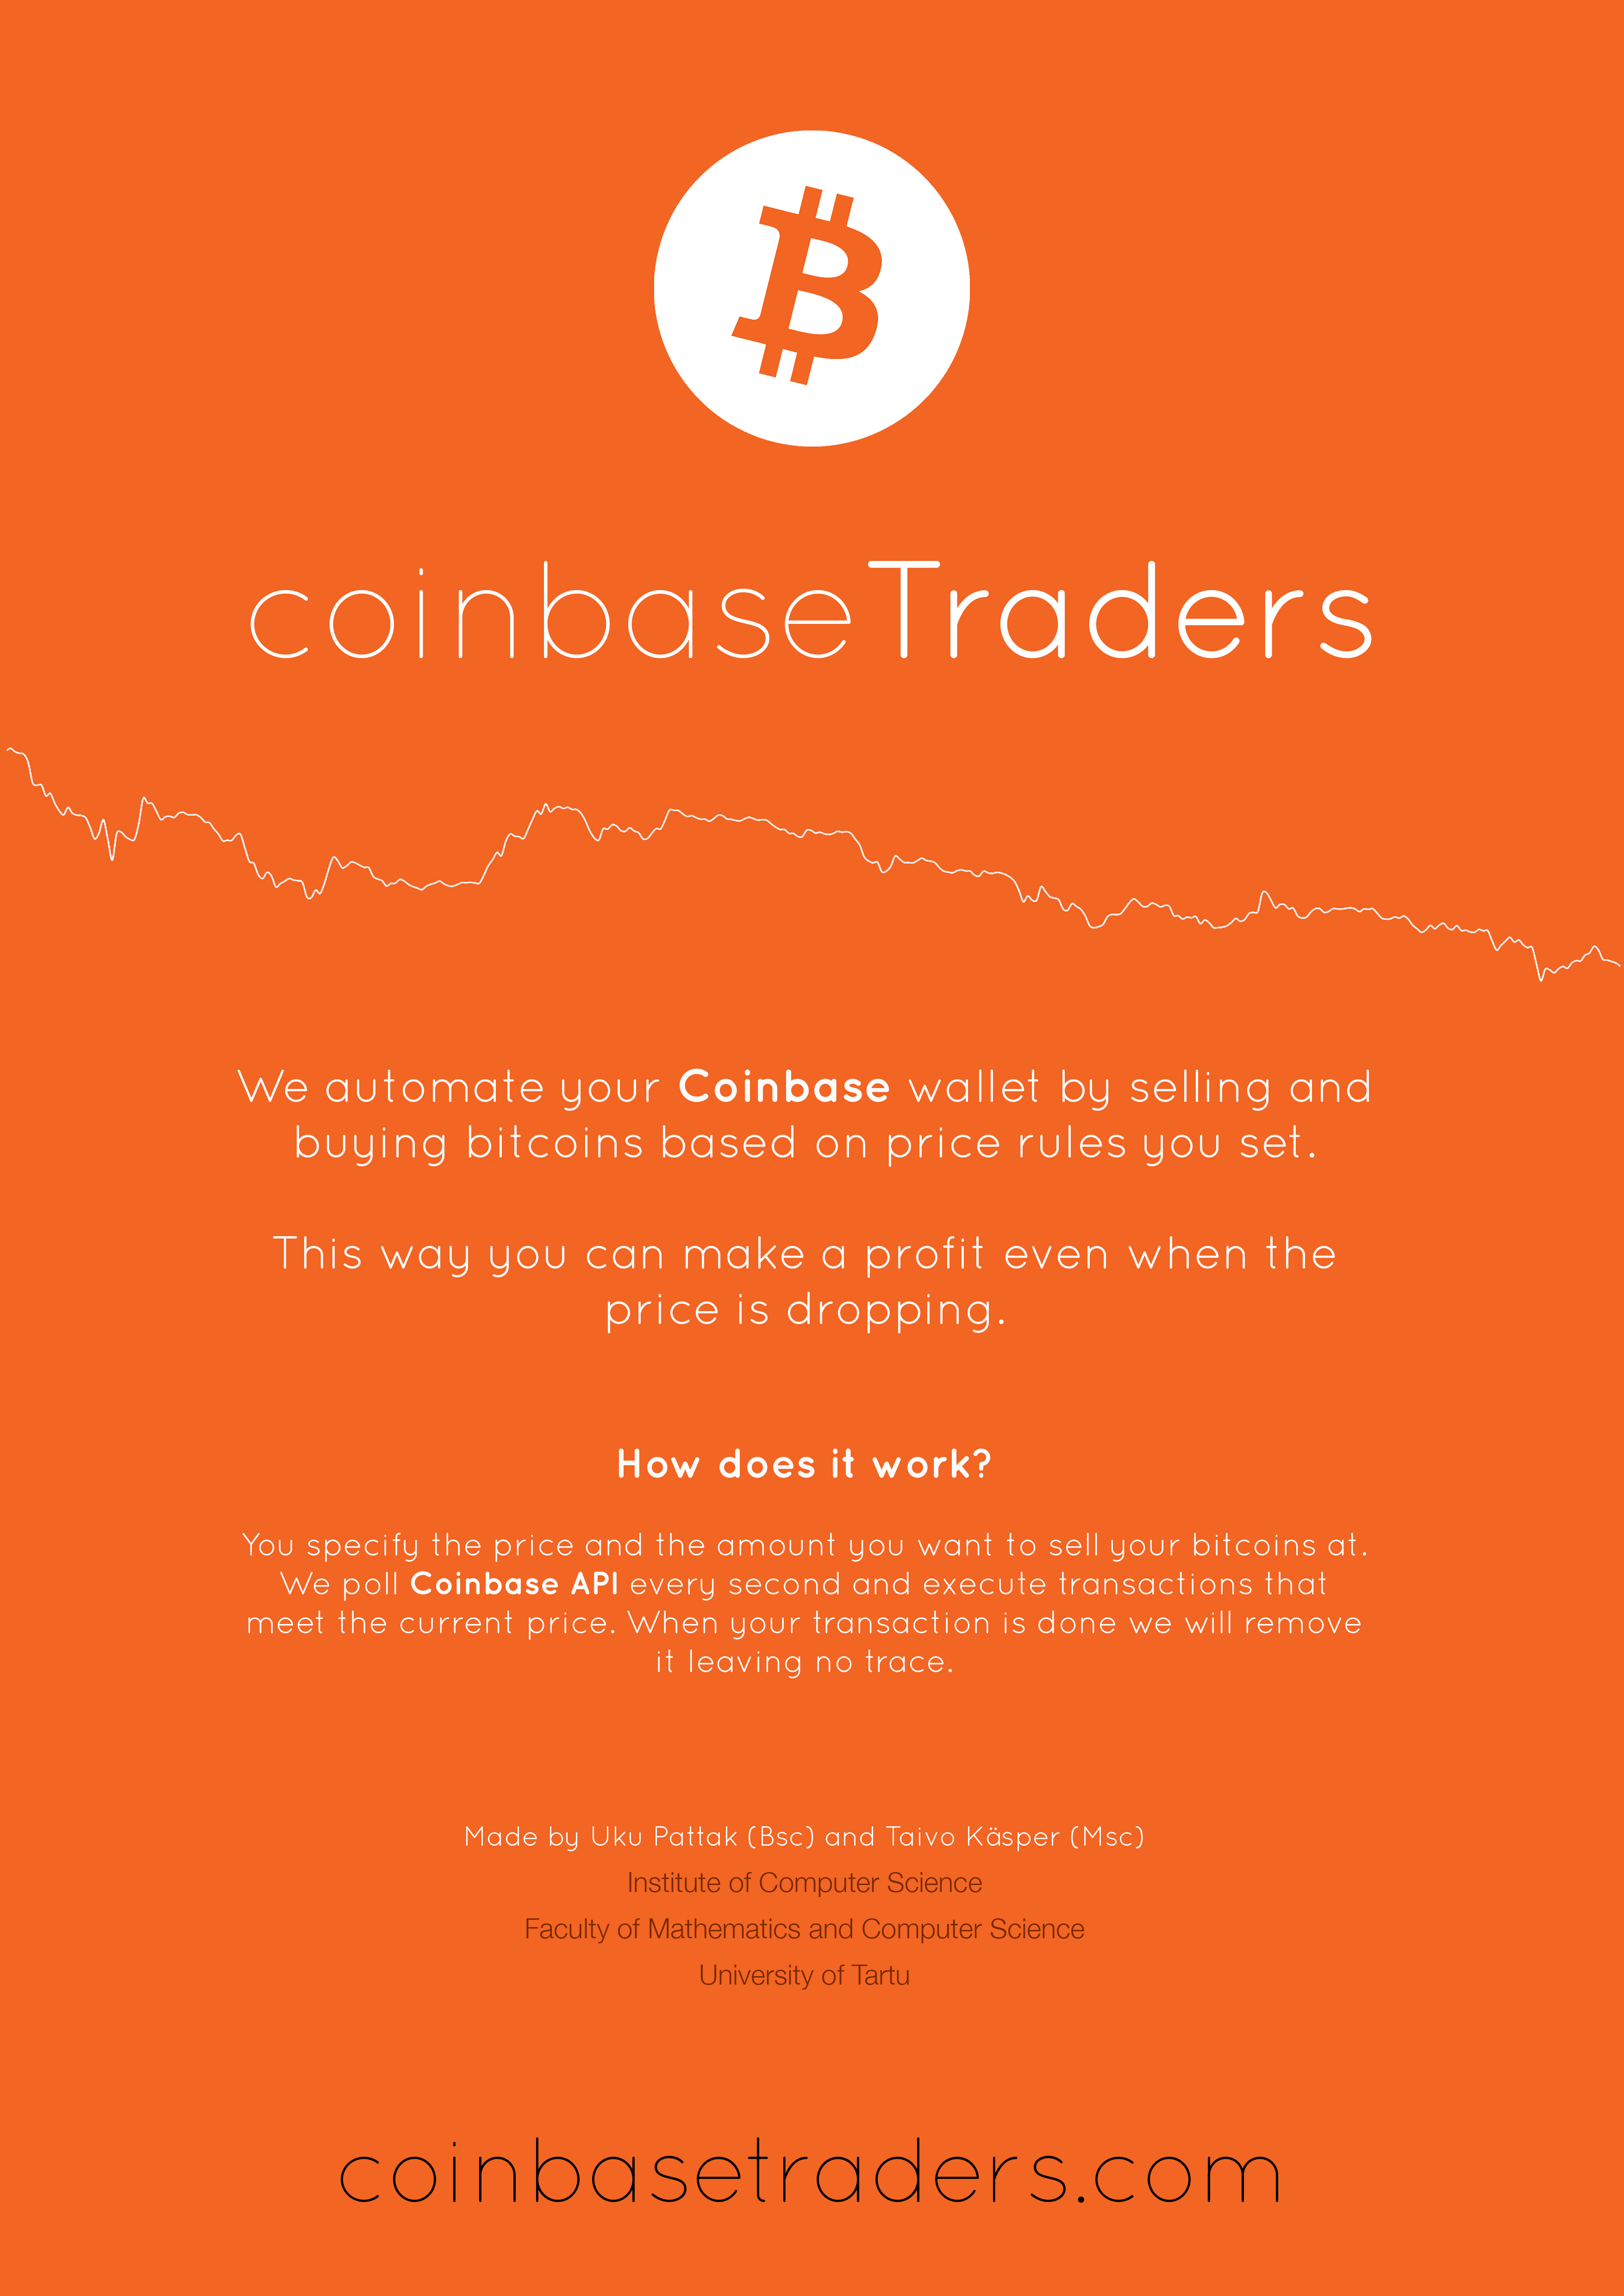 coinbaseTraders
We automate your Coinbase wallet by selling and
buying bitcoins based on price rules you set.
This way you can make a profit even when the
price is dropping.
How does it work?
You specify the price and the amount you want to sell your bitcoins at.
We poll Coinbase API every second and execute transactions that
meet the current price. When your transaction is done we will remove
it leaving no trace.
Made by Uku Pattak (Bsc) and Taivo Käsper (Msc)
Institute of Computer Science
Faculty of Mathematics and Computer Science
University of Tartu
coinbasetraders.com